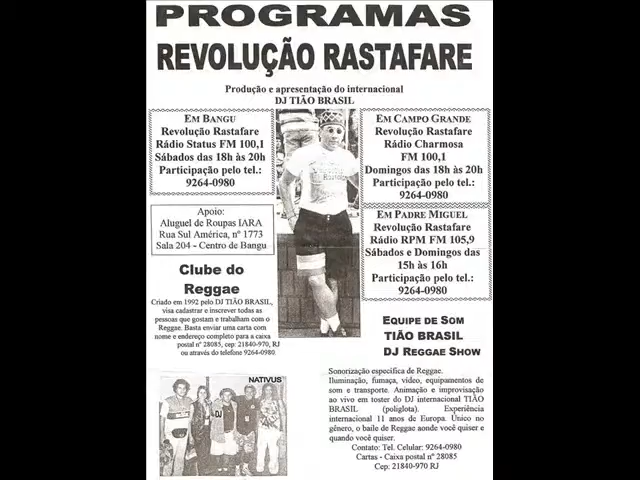 PROGRAMAS
REVOLUÇÃO RASTAFARE
Produção e apresentação do internacional
DJ TIÃO BRASIL
EM BANGU
Revolução Rastafare
Rádio Status FM 100,1
Sábados das 18h às 20h
Participação pelo tel.:
9264-0980
EM CAMPO GRANDE
Revolução Rastafare
Rádio Charmosa
FM 100,1
Domingos das 18h às 20h
Participação pelo tel.:
9264-0980
Apoio:
Aluguel de Roupas IARA
Rua Sul América, nº 1773
Sala 204 - Centro de Bangu
EM PADRE MIGUEL
Revolução Rastafare
Rádio RPM FM 105,9
Sábados e Domingos das
15h às 16h
Participação pelo tel.:
9264-0980
Clube do
Reggae
Criado em 1992 pelo DJ TIÃO BRASIL,
visa cadastrar e inscrever todas as
pessoas que gostam e trabalham com o
Reggae. Basta enviar uma carta com
nome e endereço completo para a caixa
postal nº 28085, cep: 21840-970, RJ
ou através do telefone 9264-0980.
EQUIPE DE SOM
TIÃO BRASIL
DJ REGGAE SHOW
Sonorização específica de Reggae.
Iluminação, fumaça, vídeo, equipamentos de
som e transporte. Animação e improvisação
ao vivo em toster do DJ internacional TIÃO
BRASIL (poliglota). Experiência
internacional 11 anos de Europa. Único no
gênero, o baile de Reggae aonde você quiser e
quando você quiser.
Contato: Tel. Celular: 9264-0980
Cartas - Caixa postal nº 28085
Cep: 21840-970 RJ
NATIVUS
DJ